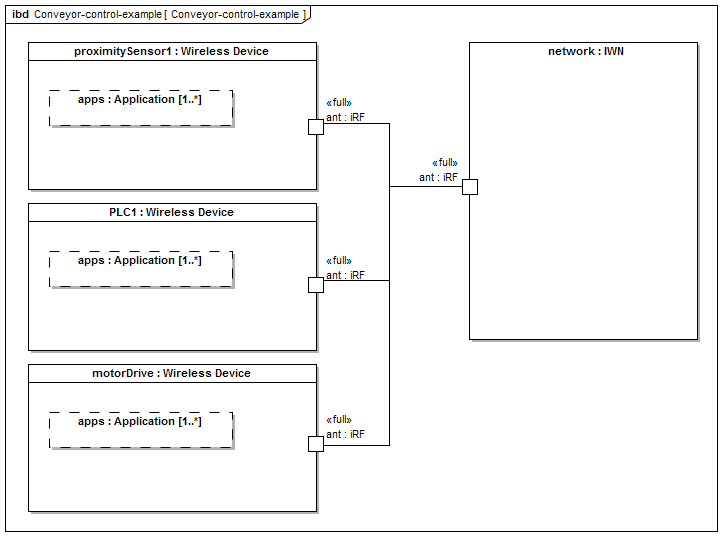 ibd Conveyor-control-example [ Conveyor-control-example ]
proximitySensor1 : Wireless Device
apps : Application [1..*]
«full»
ant : iRF
network : IWN
«full»
ant : iRF
PLC1 : Wireless Device
apps : Application [1..*]
«full»
ant : iRF
motorDrive : Wireless Device
apps : Application [1..*]
«full»
ant : iRF